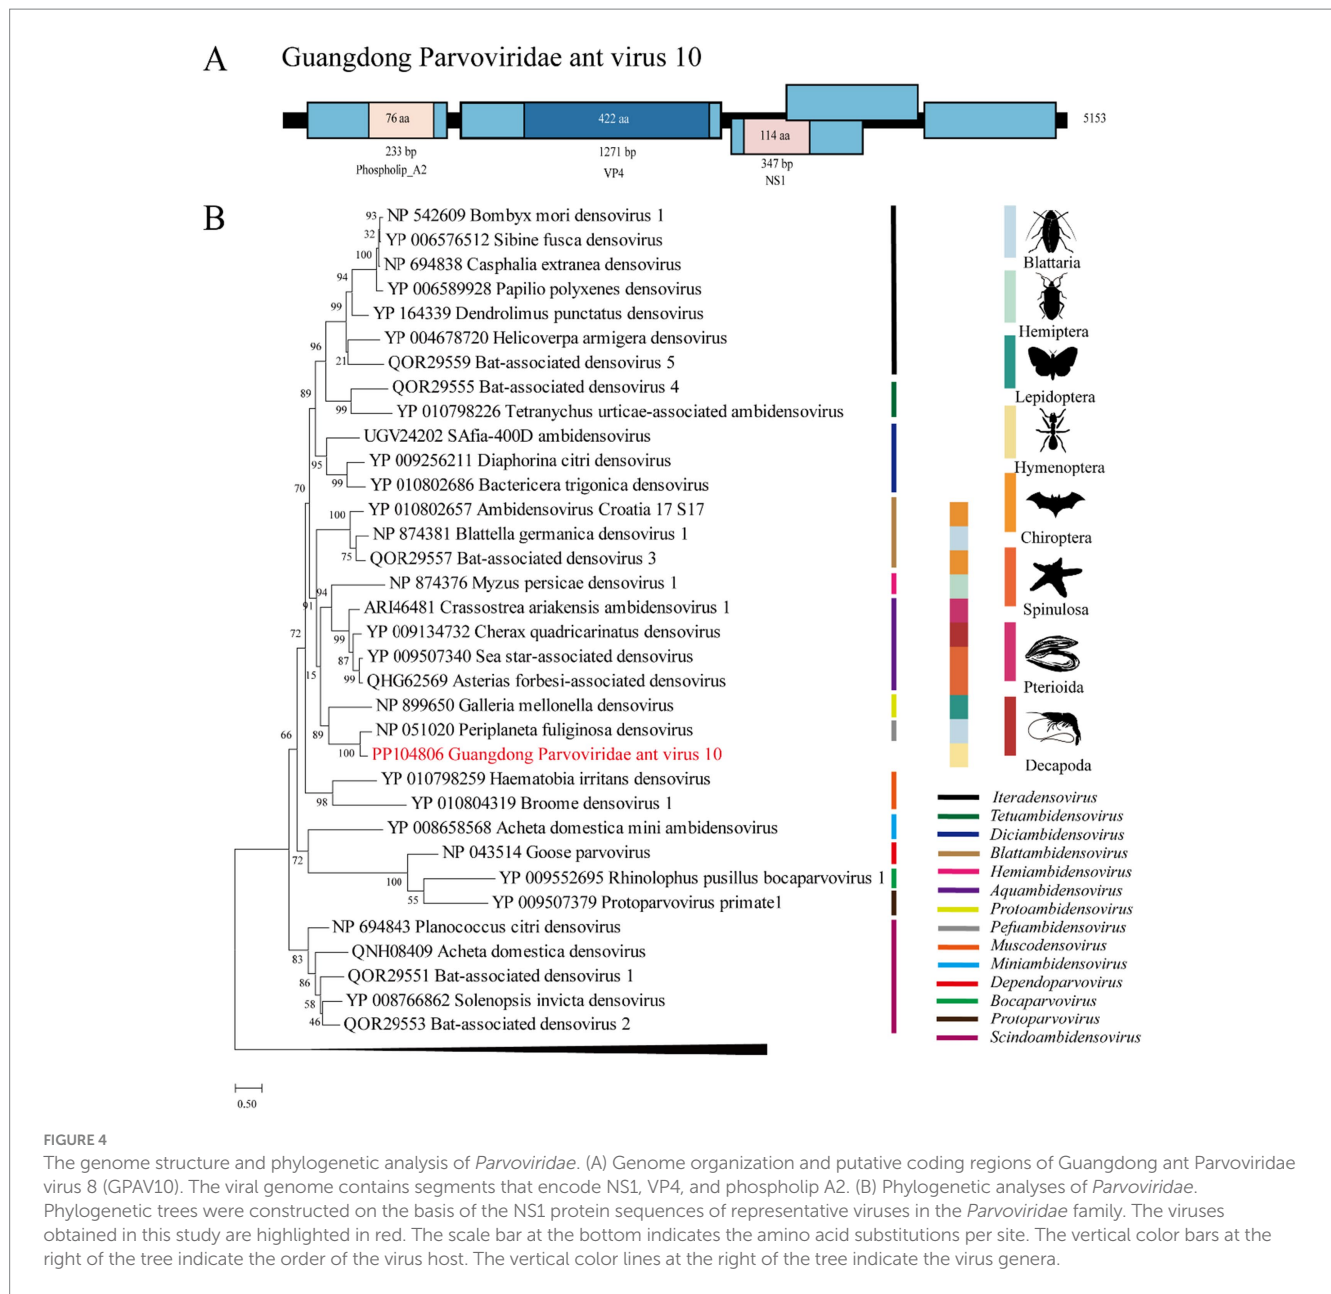 A Guangdong Parvoviridae ant virus 10
76 aa
422 aa
114 aa
5153
233 bp
Phospholip_A2
1271 bp
VP4
347 bp
NS1
B
NP 542609 Bombyx mori densovirus 1
YP 006576512 Sibine fusca densovirus
NP 694838 Casphalia extranea densovirus
YP 006589928 Papilio polyxenes densovirus
YP 164339 Dendrolimus punctatus densovirus
YP 004678720 Helicoverpa armigera densovirus
QOR29559 Bat-associated densovirus 5
QOR29555 Bat-associated densovirus 4
YP 010798226 Tetranychus urticae-associated ambidensovirus
UGV24202 SAfia-400D ambidensovirus
YP 009256211 Diaphorina citri densovirus
YP 010802686 Bactericera trigonica densovirus
YP 010802657 Ambidensovirus Croatia 17 S17
NP 874381 Blattella germanica densovirus 1
QOR29557 Bat-associated densovirus 3
NP 874376 Myzus persicae densovirus 1
ARI46481 Crassostrea ariakensis ambidensovirus 1
YP 009134732 Cherax quadricarinatus densovirus
YP 009507340 Sea star-associated densovirus
QHG62569 Asterias forbesi-associated densovirus
NP 899650 Galleria mellonella densovirus
NP 051020 Periplaneta fuliginosa densovirus
PP104806 Guangdong Parvoviridae ant virus 10
YP 010798259 Haematobia irritans densovirus
YP 010804319 Broome densovirus 1
YP 008658568 Acheta domestica mini ambidensovirus
NP 043514 Goose parvovirus
YP 009552695 Rhinolophus pusillus bocaparvovirus 1
YP 009507379 Protoparvovirus primate1
NP 694843 Planococcus citri densovirus
QNH08409 Acheta domestica densovirus
QOR29551 Bat-associated densovirus 1
YP 008766862 Solenopsis invicta densovirus
QOR29553 Bat-associated densovirus 2
93
32
100
94
99
21
96
99
89
95
99
70
100
75
94
91
99
87
99
72
15
89
100
66
98
72
100
55
83
86
58
46
0.50
Blattaria
Hemiptera
Lepidoptera
Hymenoptera
Chiroptera
Spinulosa
Pterioida
Decapoda
Iteradensovirus
Tetuambidensovirus
Diciambidensovirus
Blattambidensovirus
Hemiambidensovirus
Aquambidensovirus
Protoambidensovirus
Pefuambidensovirus
Muscodensovirus
Miniambidensovirus
Dependoparvovirus
Bocaparvovirus
Protoparvovirus
Scindoambidensovirus
FIGURE 4
The genome structure and phylogenetic analysis of Parvoviridae. (A) Genome organization and putative coding regions of Guangdong ant Parvoviridae
virus 8 (GPAV10). The viral genome contains segments that encode NS1, VP4, and phospholip A2. (B) Phylogenetic analyses of Parvoviridae.
Phylogenetic trees were constructed on the basis of the NS1 protein sequences of representative viruses in the Parvoviridae family. The viruses
obtained in this study are highlighted in red. The scale bar at the bottom indicates the amino acid substitutions per site. The vertical color bars at the
right of the tree indicate the order of the virus host. The vertical color lines at the right of the tree indicate the virus genera.